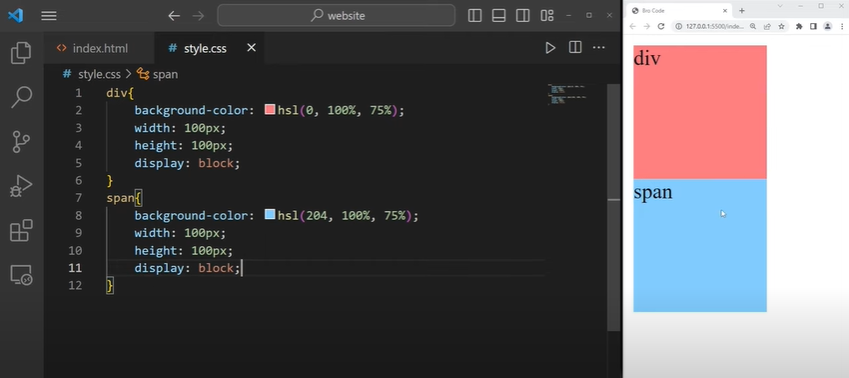 website
index.html
style.css
style.css > span
1 div{
2 background-color: hsl(0, 100%, 75%);
3 width: 100px;
4 height: 100px;
5 display: block;
6 }
7 span{
8 background-color: hsl(204, 100%, 75%);
9 width: 100px;
10 height: 100px;
11 display: block;
12 }
Bro Code
127.0.0.1:5500/inde...
div
span